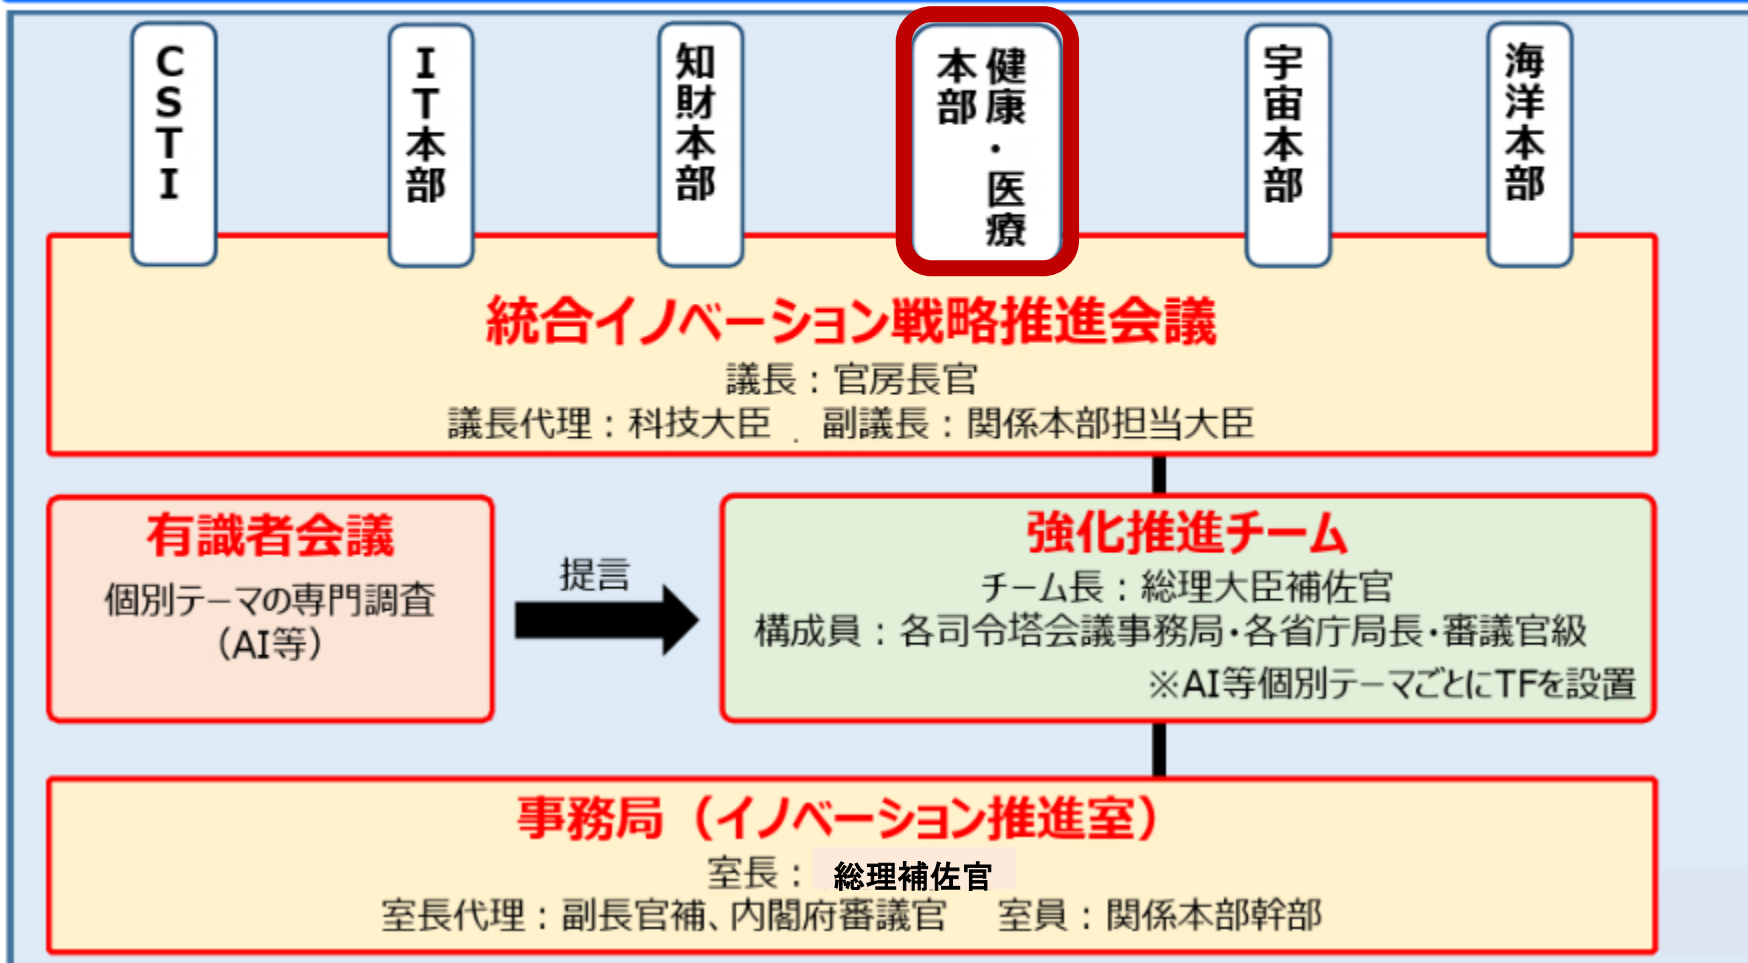 CSTI
IT本部
知財本部
健康・医療
本部
宇宙本部
海洋本部
統合イノベーション戦略推進会議
議長：官房長官
議長代理：科技大臣 . 副議長：関係本部担当大臣
有識者会議
個別テーマの専門調査
（AI等）
提言
強化推進チーム
チーム長：総理大臣補佐官
構成員：各司令塔会議事務局・各省庁局長・審議官級
※AI等個別テーマごとにTFを設置
事務局（イノベーション推進室）
室長： 総理補佐官
室長代理：副長官補、内閣府審議官 室員：関係本部幹部